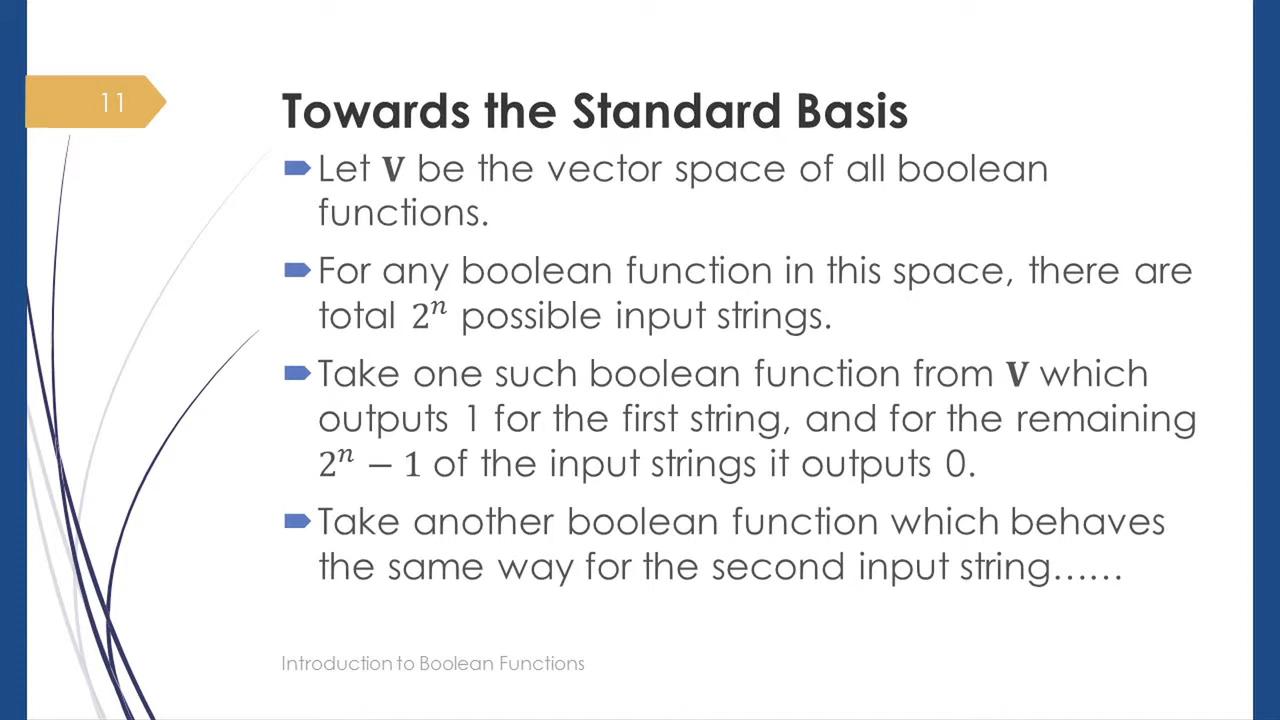 11
Towards the Standard Basis
Let 𝐕 be the vector space of all boolean
functions.
For any boolean function in this space, there are
total 2ⁿ possible input strings.
Take one such boolean function from 𝐕 which
outputs 1 for the first string, and for the remaining
2ⁿ − 1 of the input strings it outputs 0.
Take another boolean function which behaves
the same way for the second input string……
Introduction to Boolean Functions